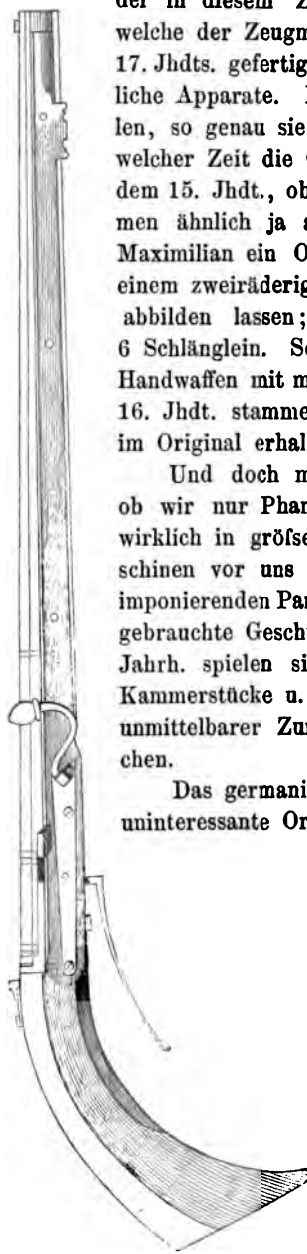 der in diesem Z
welche der Zeugm
17. Jhdts. gefertig
liche Apparate.
len, so genau sie
welcher Zeit die
dem 15. Jhdt., ob
men ähnlich ja a
Maximilian ein O
einem zweiräderig
abbilden lassen;
6 Schlänglein. Se
Handwaffen mit m
16. Jhdt. stamme
im Original erhal
Und doch m
ob wir nur Phan
wirklich in gröſse
schinen vor uns
imponierenden Par
gebrauchte Gesch
Jahrh. spielen si
Kammerstücke u.
unmittelbarer Zu
chen.
Das germani
uninteressante Or